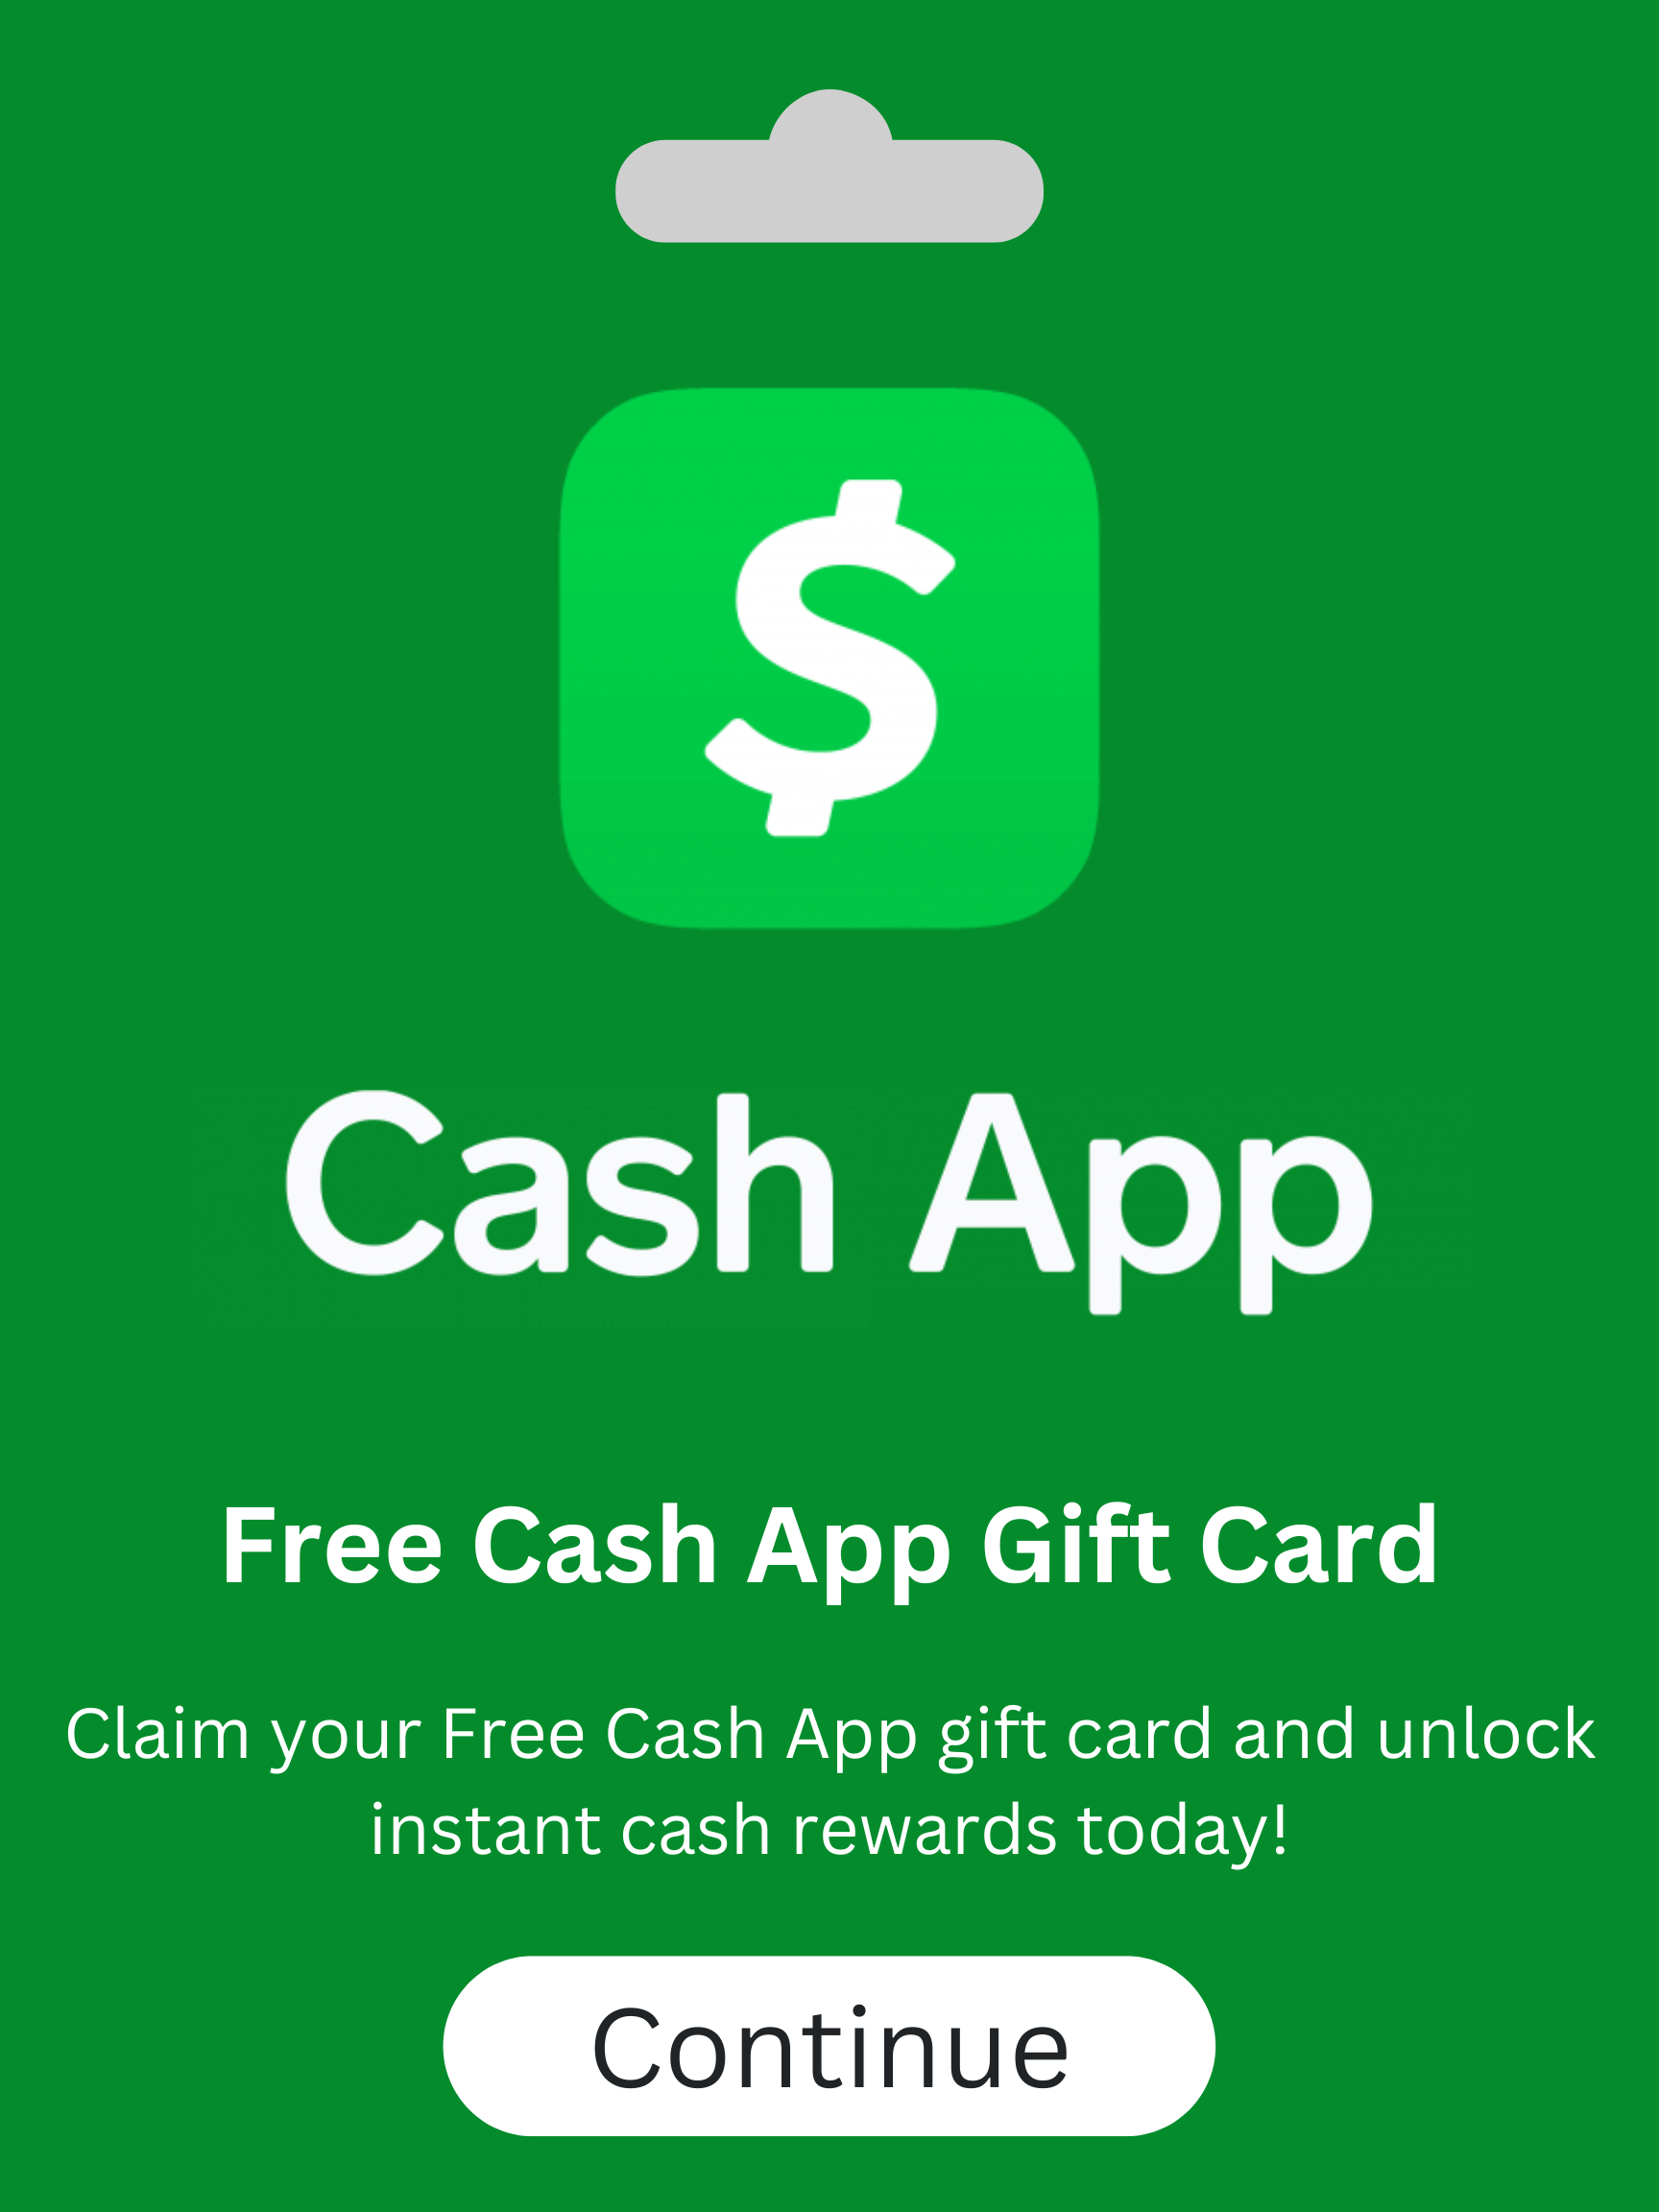 $
Cash App
Free Cash App Gift Card
Claim your Free Cash App gift card and unlock
instant cash rewards today!
Continue